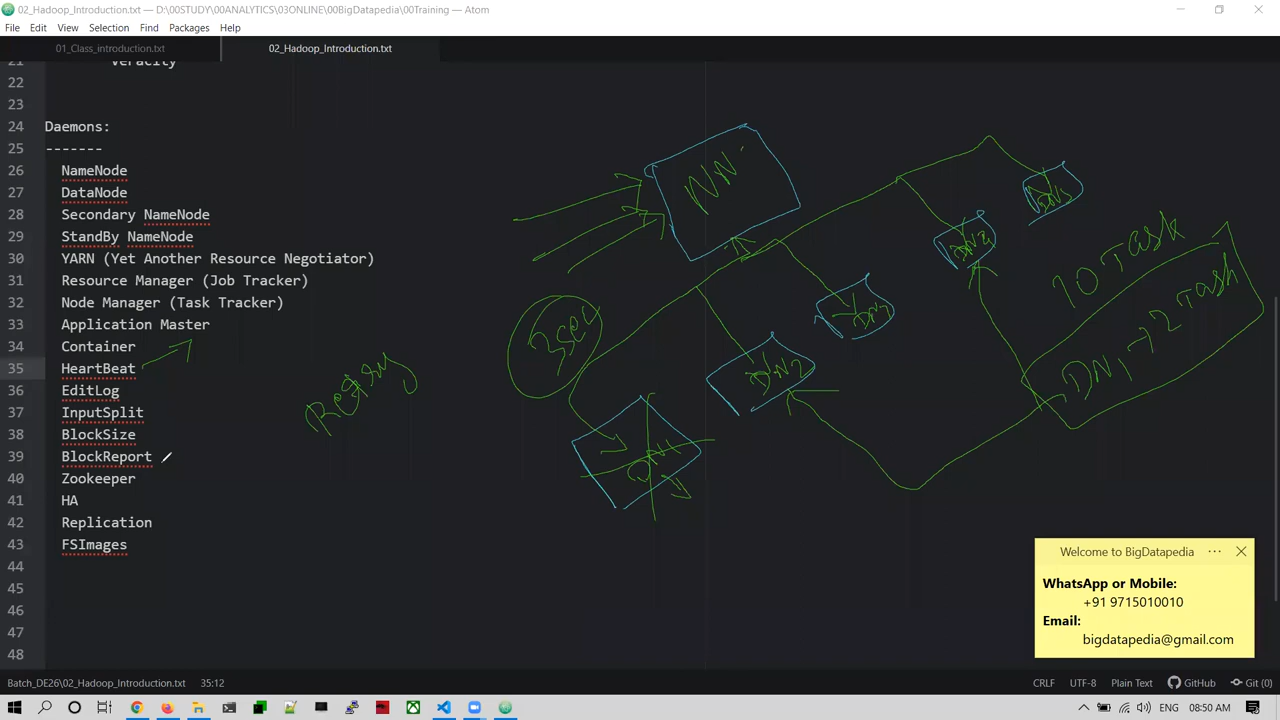 02_Hadoop_Introduction.txt — D:\00STUDY\00ANALYTICS\03ONLINE\00BigDatapedia\00Training — Atom
File Edit View Selection Find Packages Help
01_Class_introduction.txt 02_Hadoop_Introduction.txt
21 Veracity
22
23
24 Daemons:
25 -------
26 NameNode
27 DataNode
28 Secondary NameNode
29 StandBy NameNode
30 YARN (Yet Another Resource Negotiator)
31 Resource Manager (Job Tracker)
32 Node Manager (Task Tracker)
33 Application Master
34 Container
35 HeartBeat
36 EditLog
37 InputSplit
38 BlockSize
39 BlockReport
40 Zookeeper
41 HA
42 Replication
43 FSImages
44
45
46
47
48
NN
10 Task
DN1 → 2 Task
3sec
DN2
Welcome to BigDatapedia ···
WhatsApp or Mobile:
+91 9715010010
Email:
bigdatapedia@gmail.com
Batch_DE26\02_Hadoop_Introduction.txt 35:12 CRLF UTF-8 Plain Text GitHub Git (0)
ENG 08:50 AM